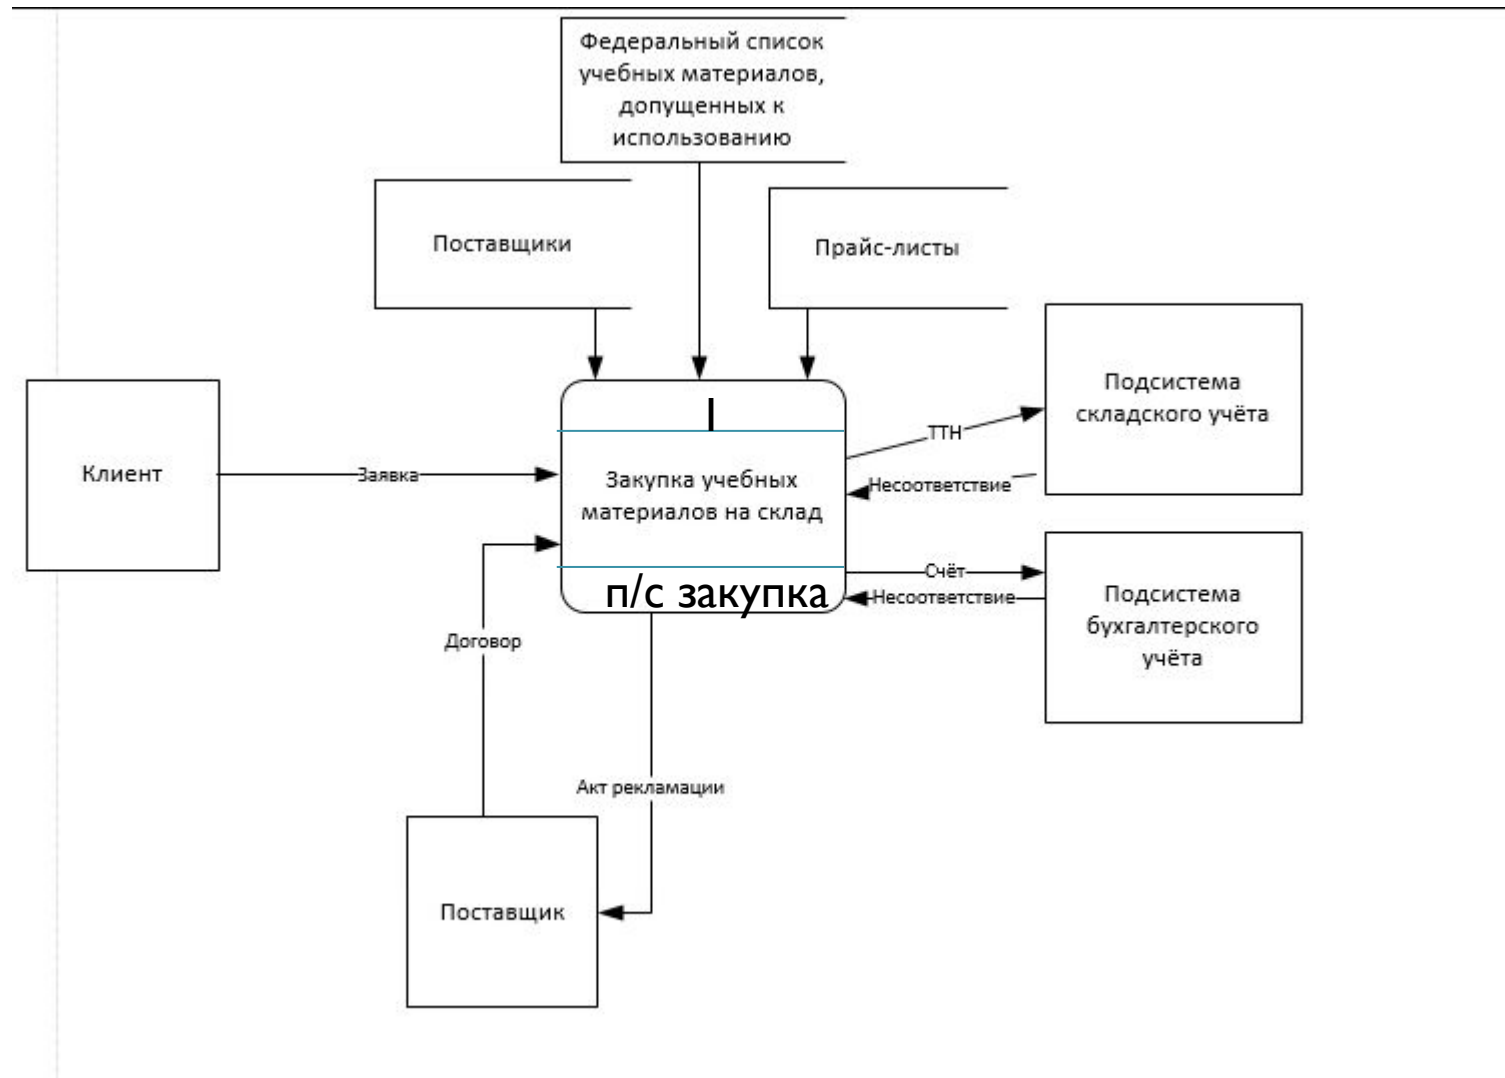 Федеральный список
учебных материалов,
допущенных к
использованию
Поставщики
Прайс-листы
Подсистема
складского учёта
Клиент
Заявка
I
Закупка учебных
материалов на склад
п/с закупка
ТТН
Несоответствие
Счёт
Несоответствие
Подсистема
бухгалтерского
учёта
Договор
Акт рекламации
Поставщик